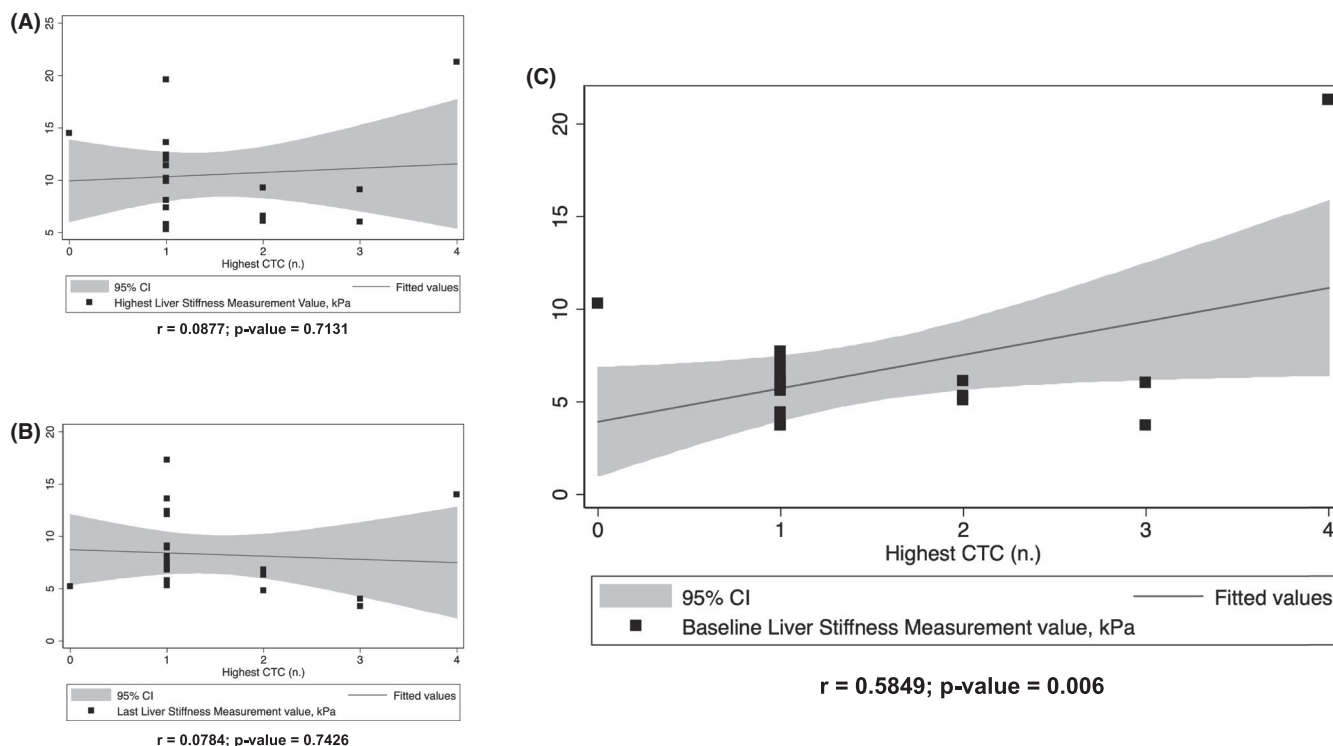 (A)
25
20
15
10
5
0 1 2 3 4
Highest CTC (n.)
95% CI Fitted values
Highest Liver Stiffness Measurement Value, kPa
r = 0.0877; p-value = 0.7131
(B)
20
15
10
5
0
0 1 2 3 4
Highest CTC (n.)
95% CI Fitted values
Last Liver Stiffness Measurement value, kPa
r = 0.0784; p-value = 0.7426
(C)
20
15
10
5
0
0 1 2 3 4
Highest CTC (n.)
95% CI Fitted values
Baseline Liver Stiffness Measurement value, kPa
r = 0.5849; p-value = 0.006